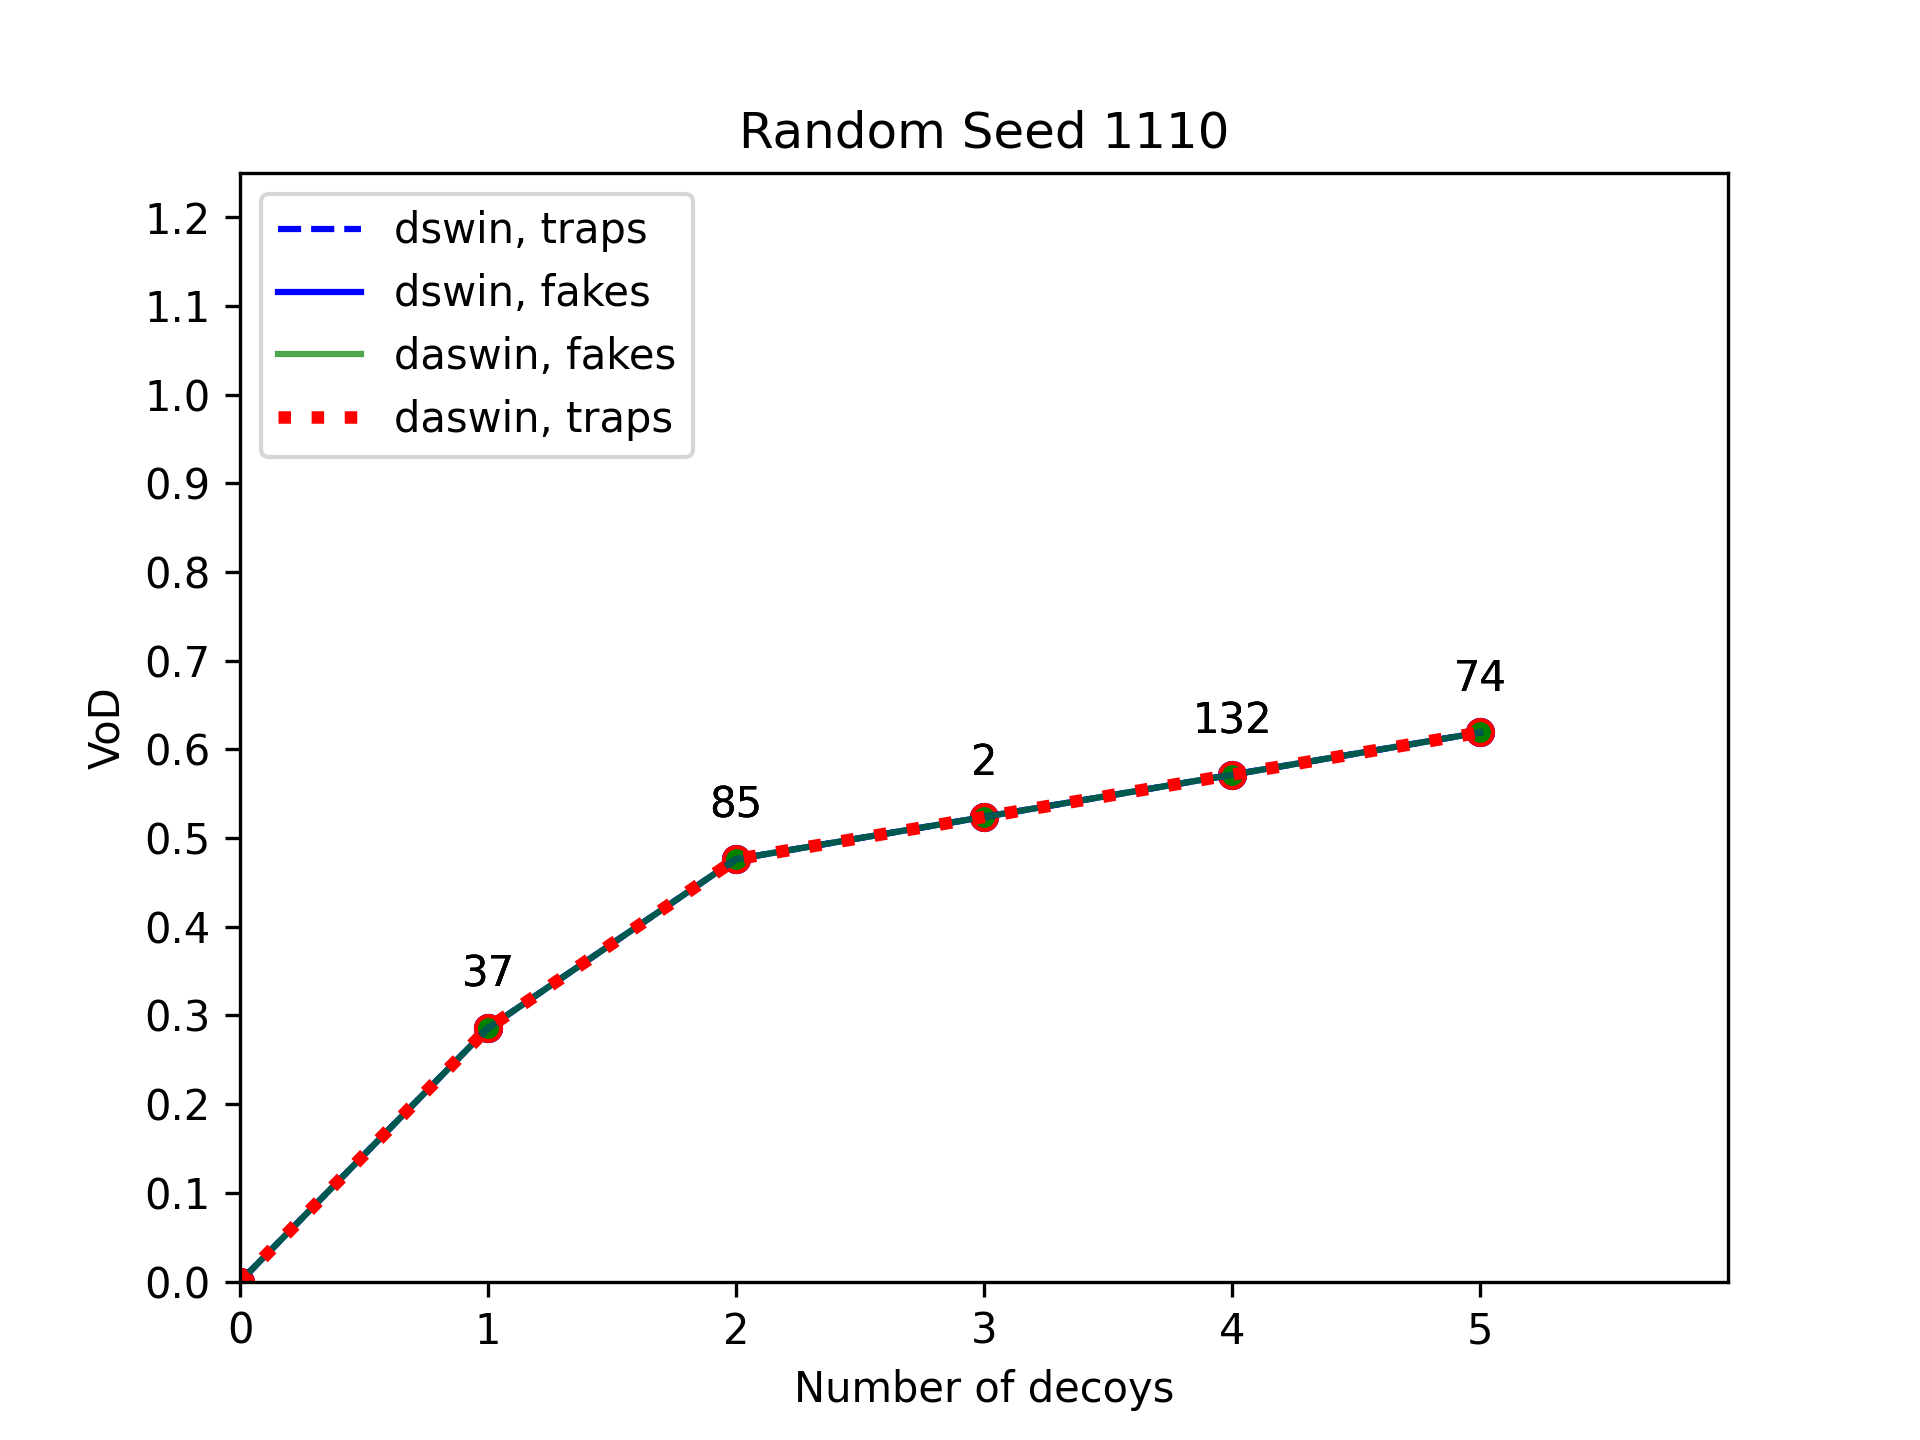 Random Seed 1110
dswin, traps
dswin, fakes
daswin, fakes
daswin, traps
1.2
1.1
1.0
0.9
0.8
0.7
0.6
0.5
0.4
0.3
0.2
0.1
0.0
VoD
37
85
2
132
74
0 1 2 3 4 5
Number of decoys